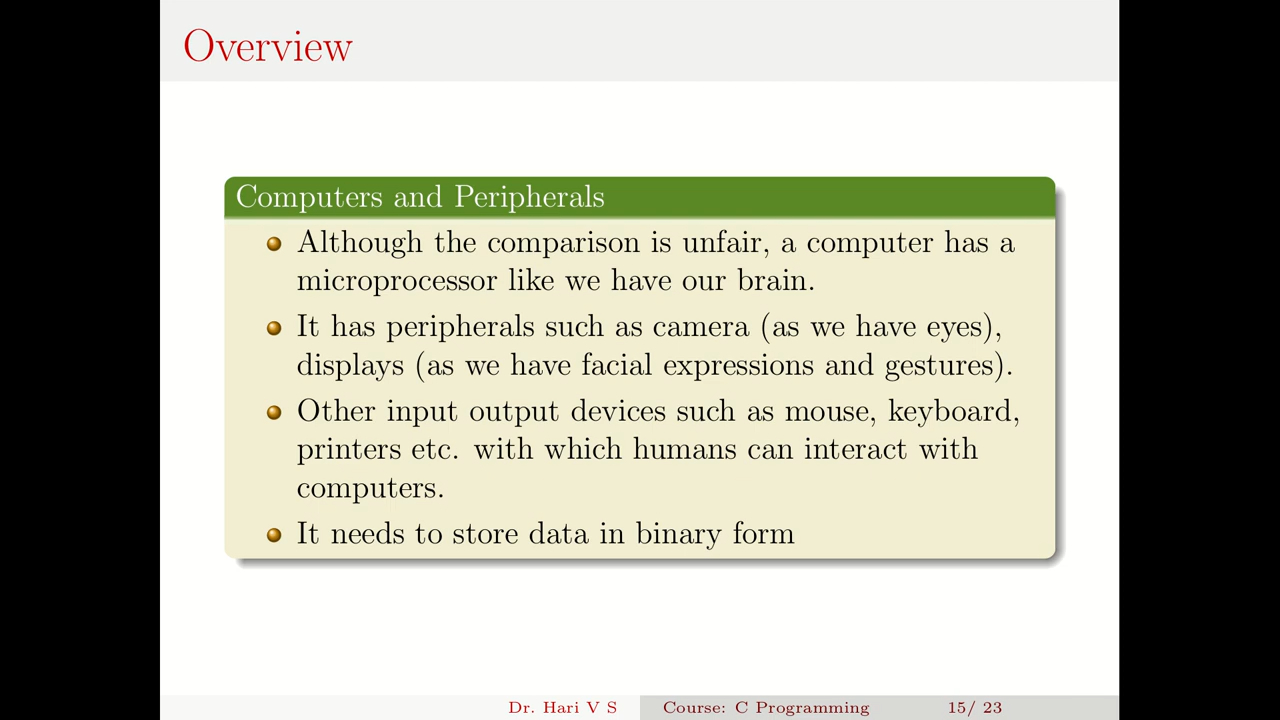 Overview
Computers and Peripherals
Although the comparison is unfair, a computer has a
microprocessor like we have our brain.
It has peripherals such as camera (as we have eyes),
displays (as we have facial expressions and gestures).
Other input output devices such as mouse, keyboard,
printers etc. with which humans can interact with
computers.
It needs to store data in binary form
Dr. Hari V S Course: C Programming 15/ 23